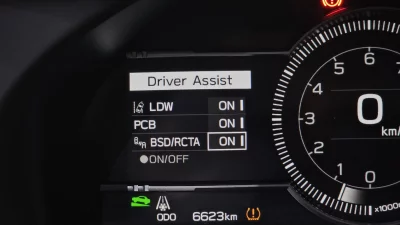 Driver Assist
LDW ON
PCB ON
BSD/RCTA ON
●ON/OFF
ODO 6623km
7
6
5
4
3
2
1
0
0
km/
x1000